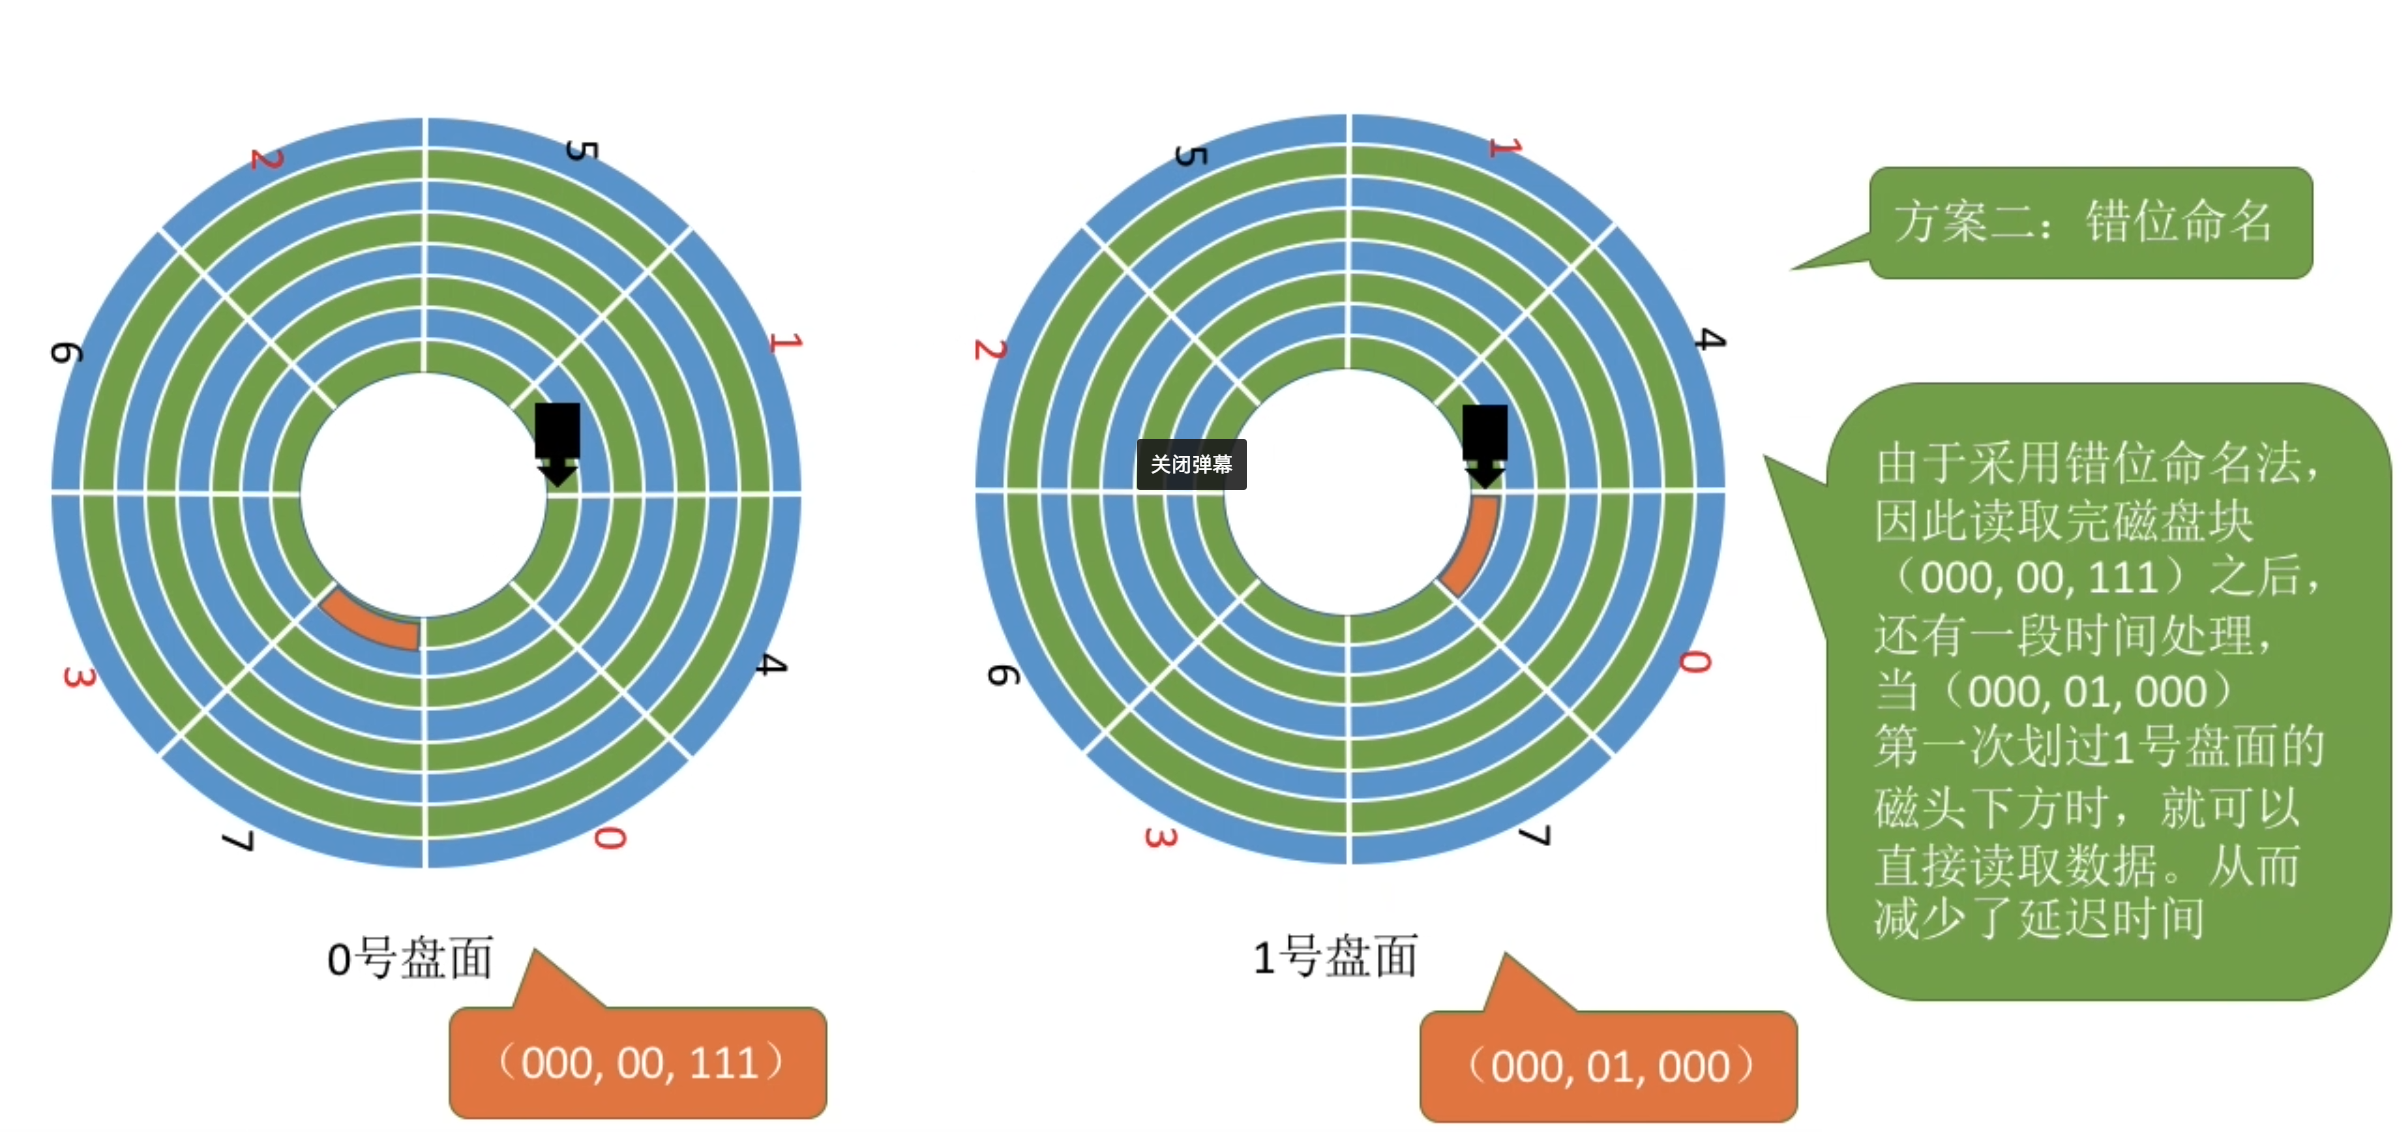 2
5
6
1
3
4
7
0
5
1
2
4
6
0
3
7
关闭弹幕
0号盘面
(000, 00, 111)
1号盘面
(000, 01, 000)
方案二：错位命名
由于采用错位命名法，
因此读取完磁盘块
（000, 00, 111）之后，
还有一段时间处理，
当（000, 01, 000）
第一次划过1号盘面的
磁头下方时，就可以
直接读取数据。从而
减少了延迟时间